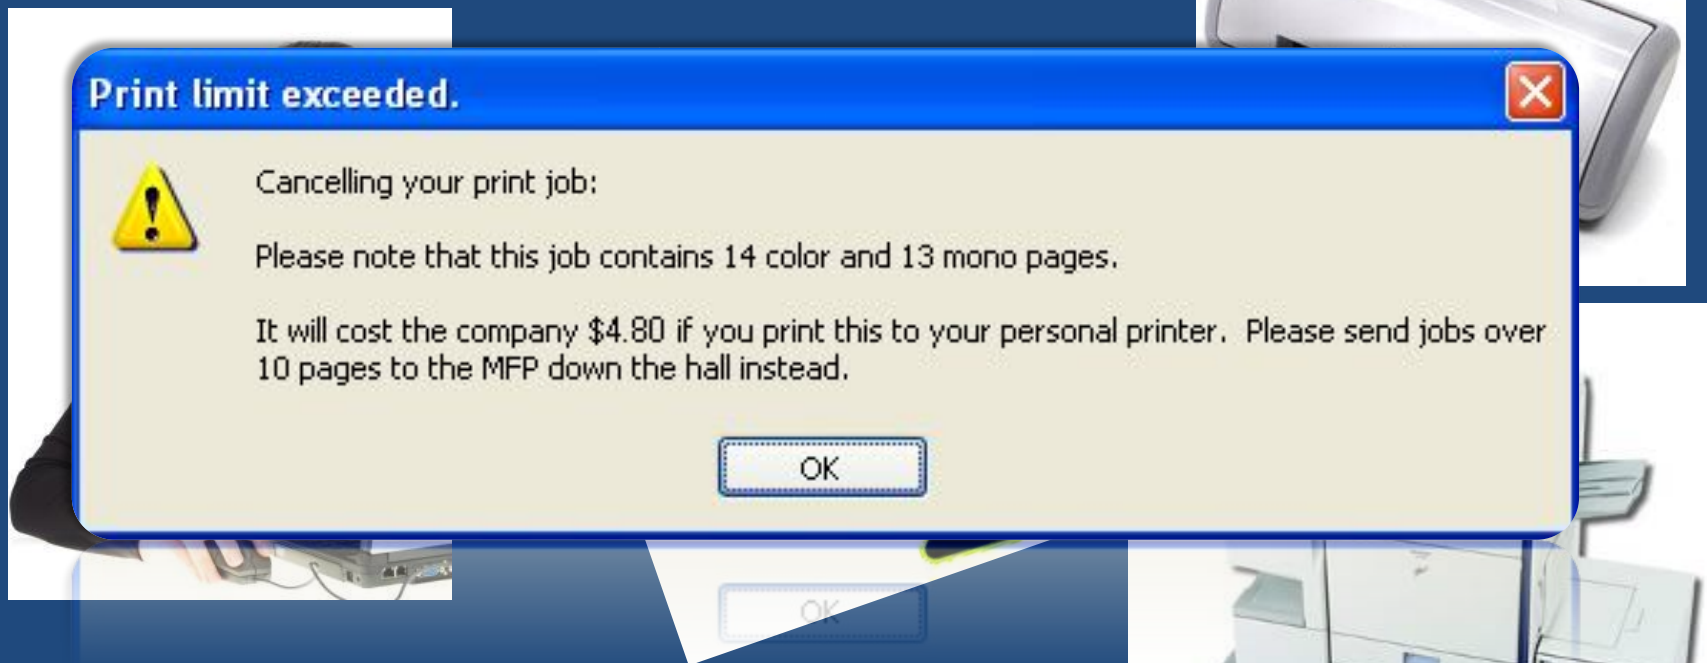 Print limit exceeded.
Cancelling your print job:
Please note that this job contains 14 color and 13 mono pages.
It will cost the company $4.80 if you print this to your personal printer.  Please send jobs over
10 pages to the MFP down the hall instead.
OK
OK